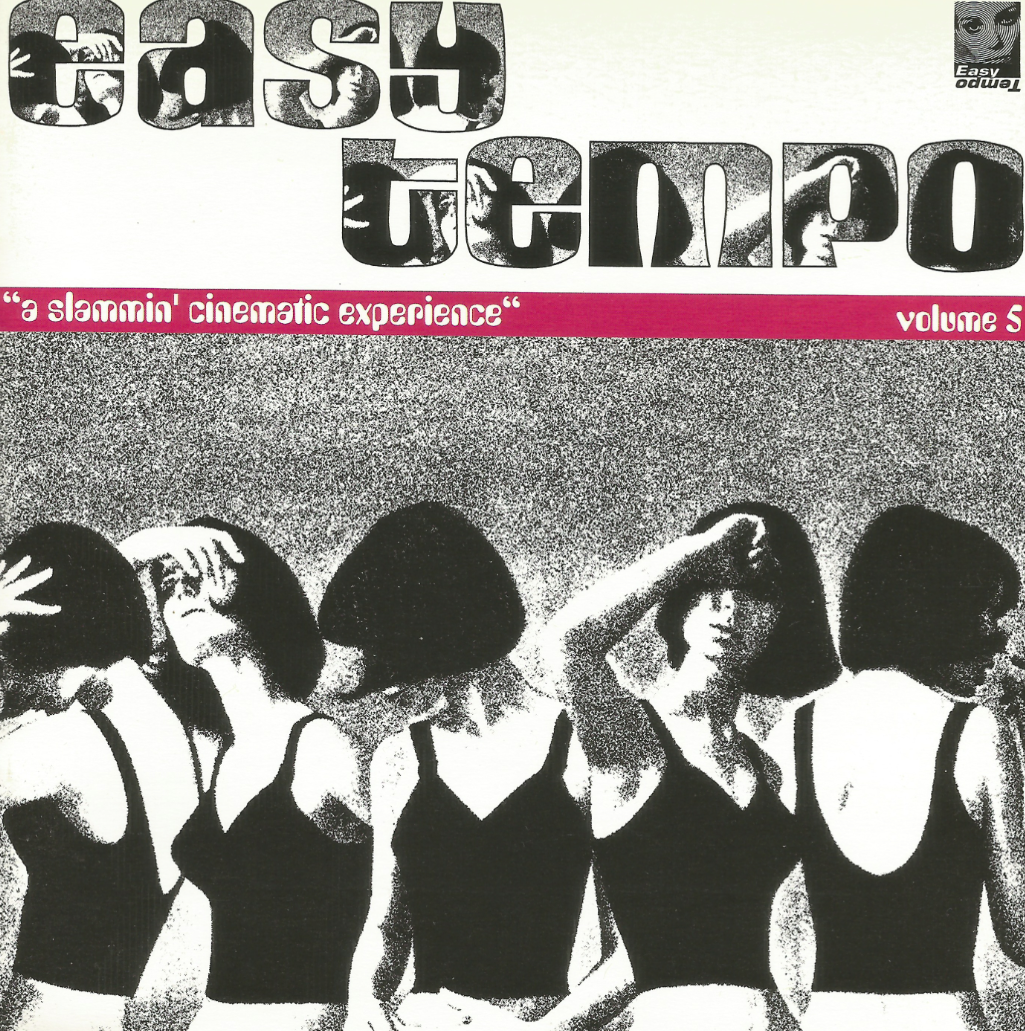 easy
Easy
Tempo
tempo
“a slammin' cinematic experience“
volume 5